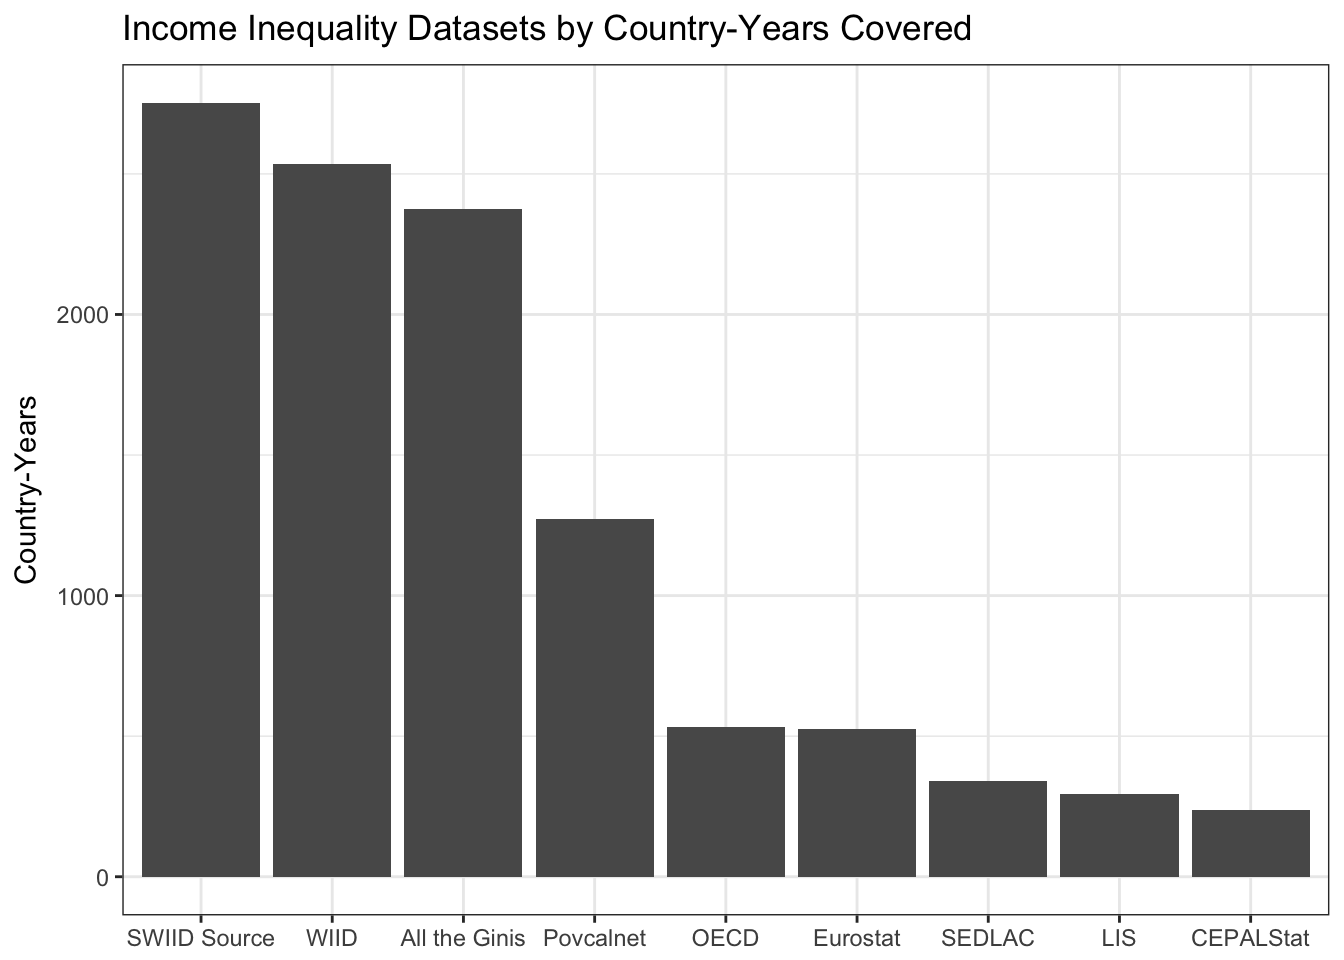 Income Inequality Datasets by Country-Years Covered
Country-Years
2000
1000
0
SWIID Source WIID All the Ginis Povcalnet OECD Eurostat SEDLAC LIS CEPALStat